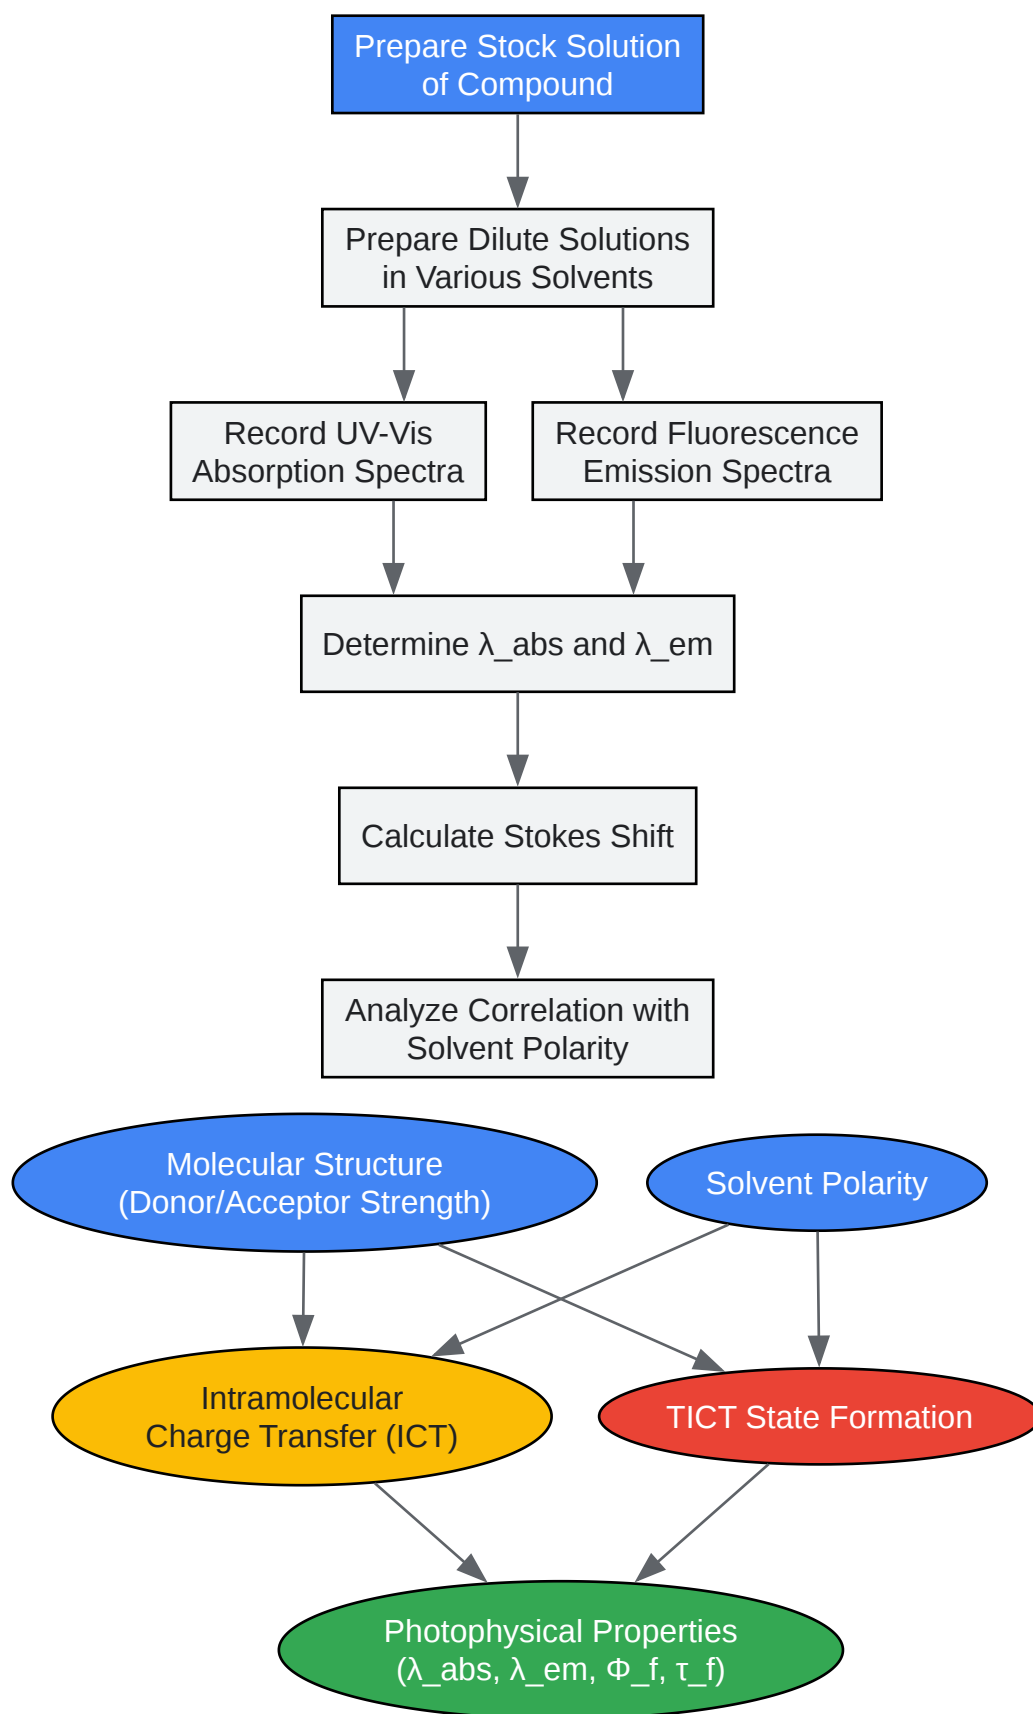 Prepare Stock Solution
of Compound
Prepare Dilute Solutions
in Various Solvents
Record UV-Vis
Absorption Spectra
Record Fluorescence
Emission Spectra
Determine λ_abs and λ_em
Calculate Stokes Shift
Analyze Correlation with
Solvent Polarity
Molecular Structure
(Donor/Acceptor Strength)
Solvent Polarity
Intramolecular
Charge Transfer (ICT)
TICT State Formation
Photophysical Properties
(λ_abs, λ_em, Φ_f, τ_f)